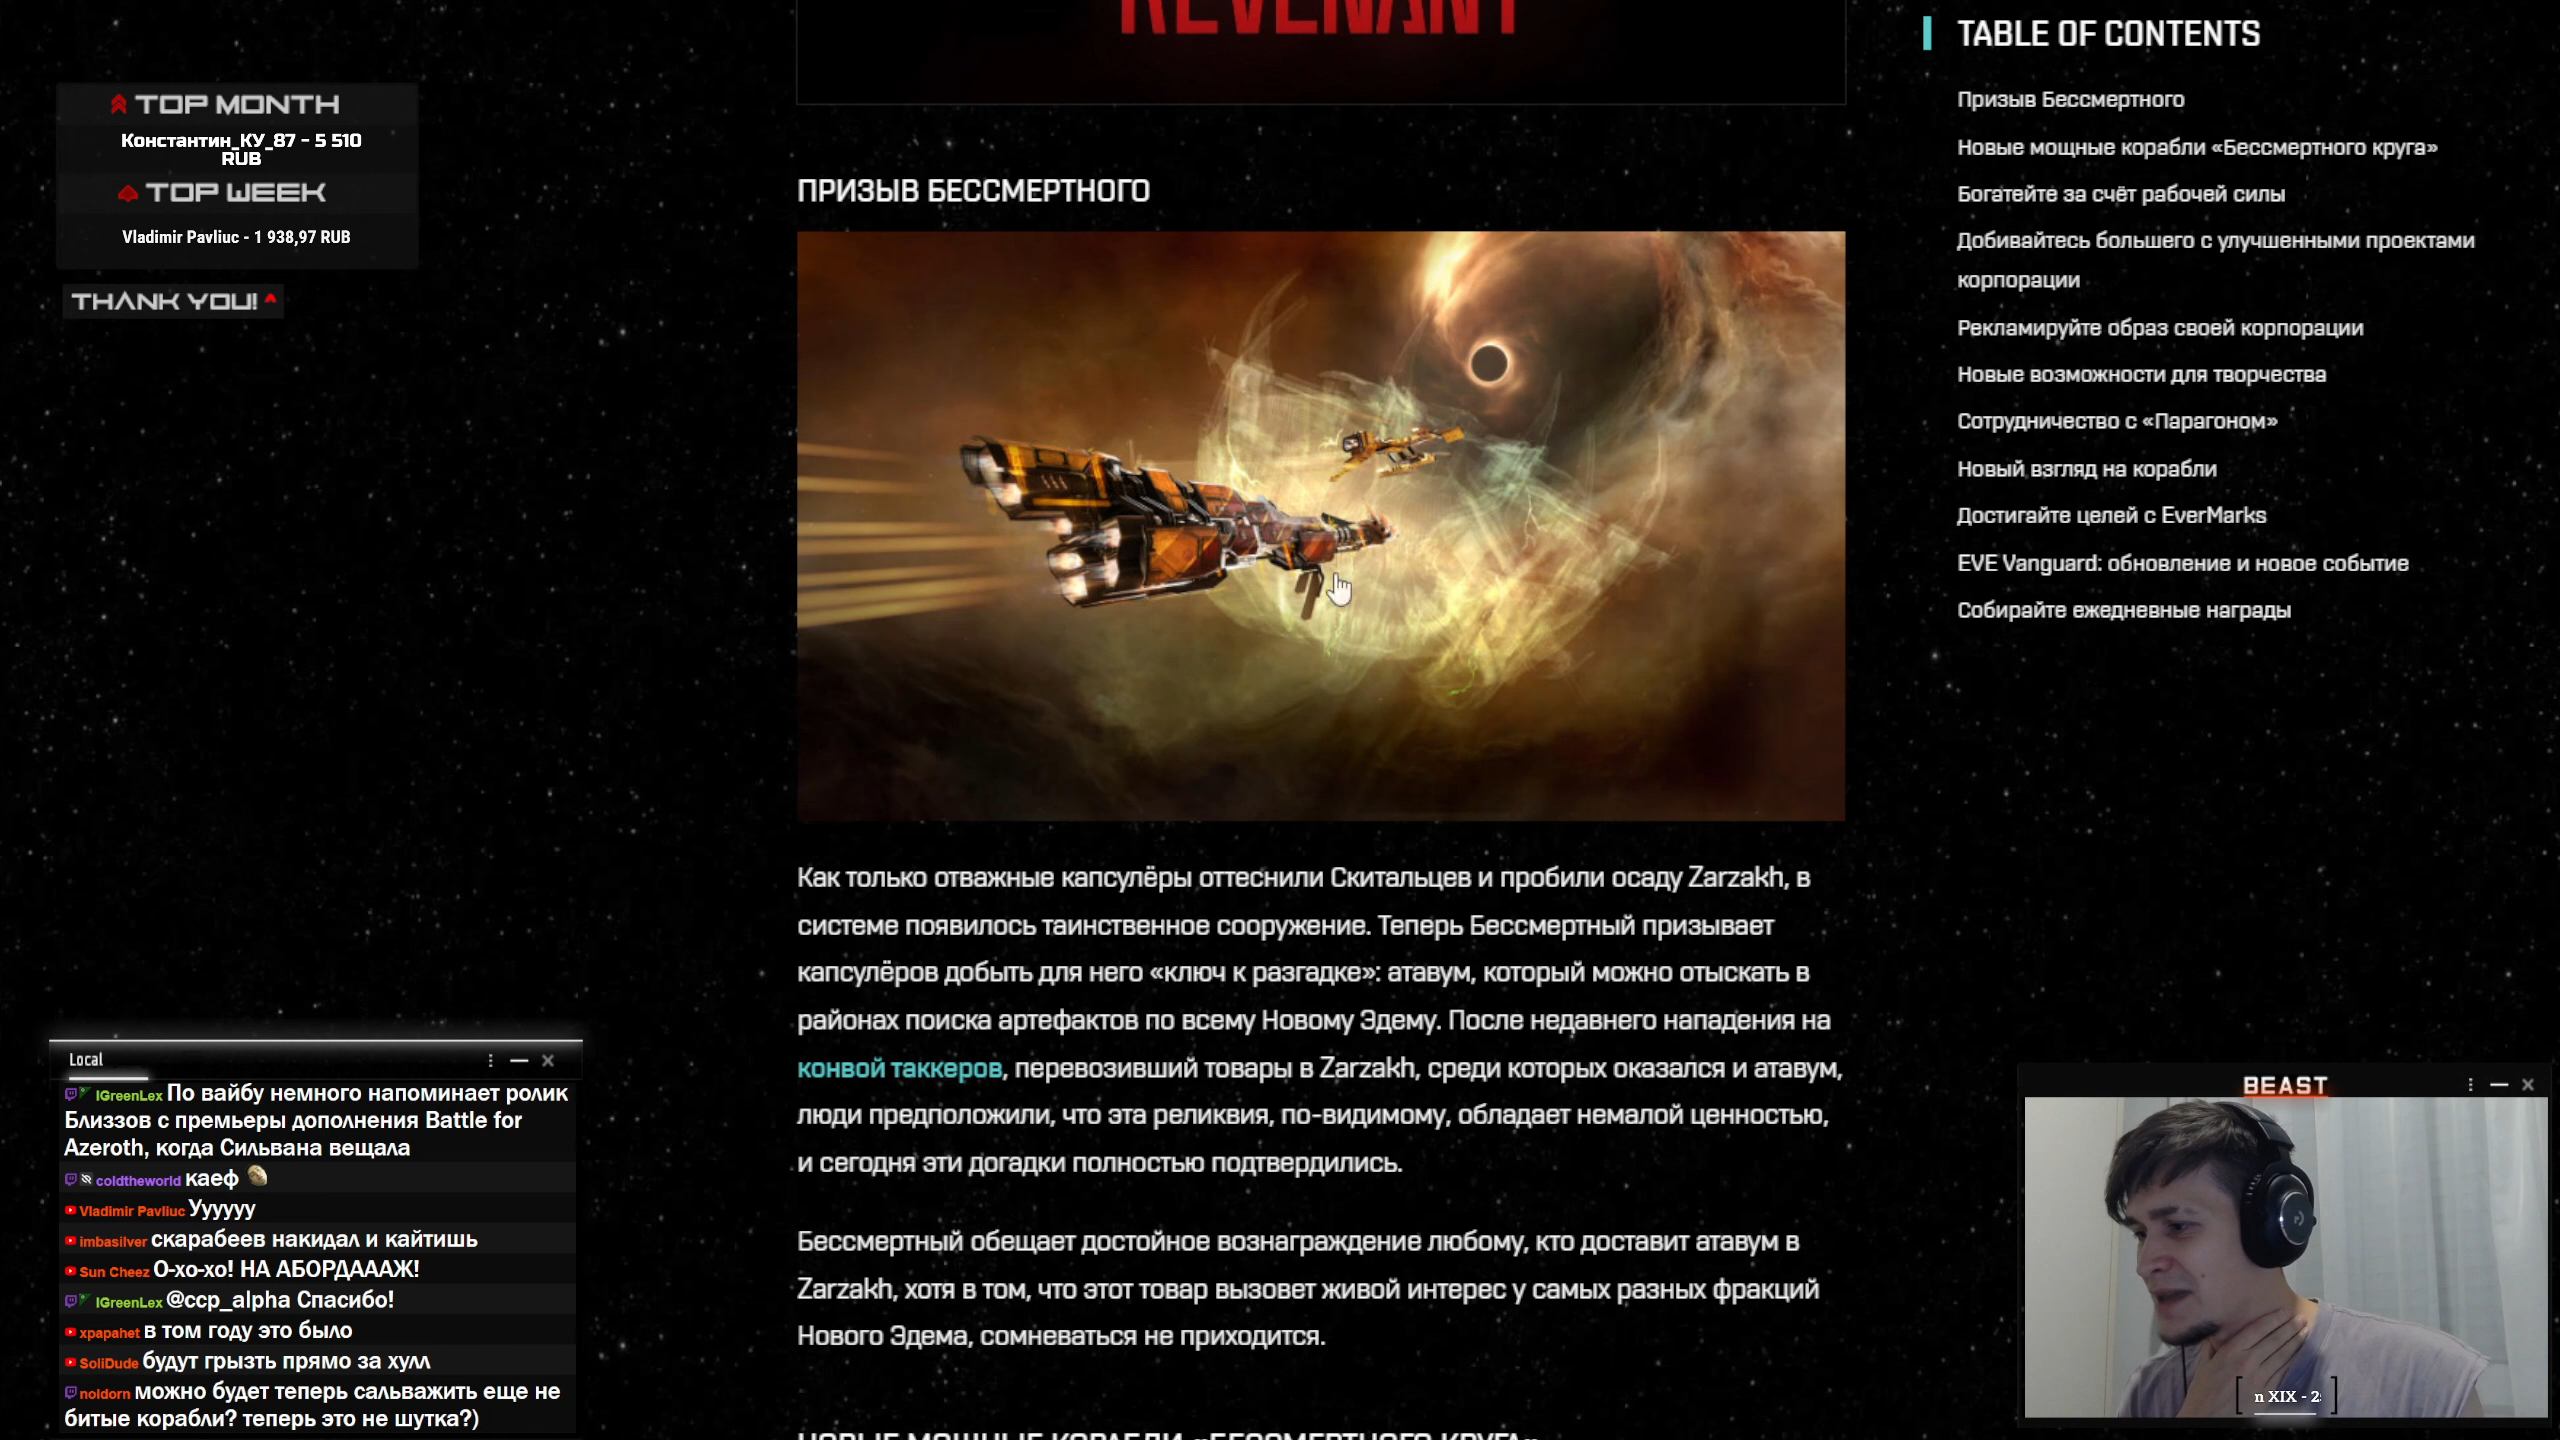 REVENANT
TOP MONTH
Константин_КУ_87 - 5 510
RUB
TOP WEEK
Vladimir Pavliuc - 1 938,97 RUB
THANK YOU!
ПРИЗЫВ БЕССМЕРТНОГО
Как только отважные капсулёры оттеснили Скитальцев и пробили осаду Zarzakh, в
системе появилось таинственное сооружение. Теперь Бессмертный призывает
капсулёров добыть для него «ключ к разгадке»: атавум, который можно отыскать в
районах поиска артефактов по всему Новому Эдему. После недавнего нападения на
конвой таккеров, перевозивший товары в Zarzakh, среди которых оказался и атавум,
люди предположили, что эта реликвия, по-видимому, обладает немалой ценностью,
и сегодня эти догадки полностью подтвердились.
Бессмертный обещает достойное вознаграждение любому, кто доставит атавум в
Zarzakh, хотя в том, что этот товар вызовет живой интерес у самых разных фракций
Нового Эдема, сомневаться не приходится.
НОВЫЕ МОЩНЫЕ КОРАБЛИ «БЕССМЕРТНОГО КРУГА»
TABLE OF CONTENTS
Призыв Бессмертного
Новые мощные корабли «Бессмертного круга»
Богатейте за счёт рабочей силы
Добивайтесь большего с улучшенными проектами
корпорации
Рекламируйте образ своей корпорации
Новые возможности для творчества
Сотрудничество с «Парагоном»
Новый взгляд на корабли
Достигайте целей с EverMarks
EVE Vanguard: обновление и новое событие
Собирайте ежедневные награды
Local
IGreenLex По вайбу немного напоминает ролик
Близзов с премьеры дополнения Battle for
Azeroth, когда Сильвана вещала
coldtheworld каеф
Vladimir Pavliuc Уууууу
imbasilver скарабеев накидал и кайтишь
Sun Cheez О-хо-хо! НА АБОРДАААЖ!
IGreenLex @ccp_alpha Спасибо!
xpapahet в том году это было
SoliDude будут грызть прямо за хулл
noldorn можно будет теперь сальважить еще не
битые корабли? теперь это не шутка?)
BEAST
n XIX - 2